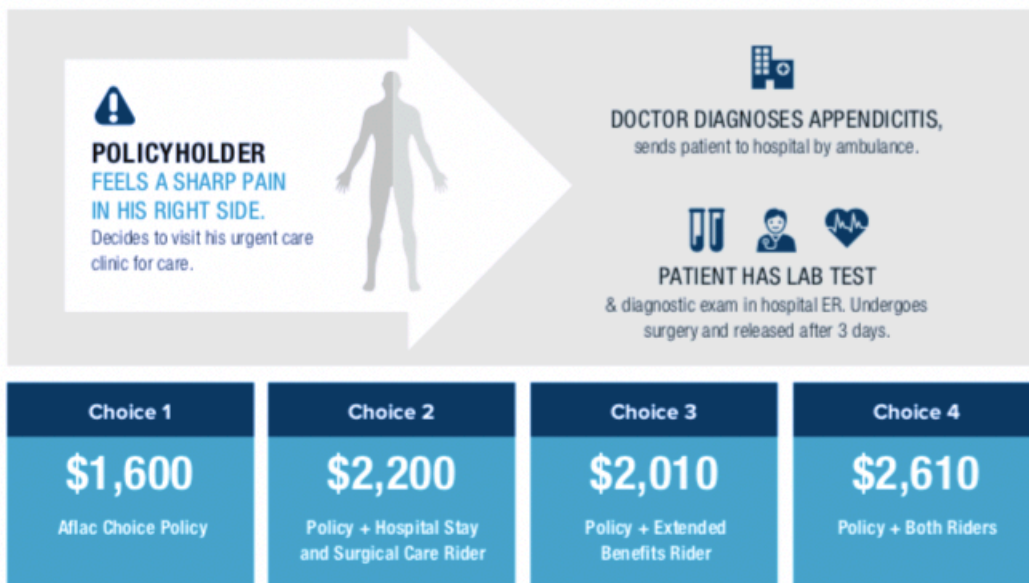 POLICYHOLDER
FEELS A SHARP PAIN
IN HIS RIGHT SIDE.
Decides to visit his urgent care
clinic for care.
DOCTOR DIAGNOSES APPENDICITIS,
sends patient to hospital by ambulance.
PATIENT HAS LAB TEST
& diagnostic exam in hospital ER. Undergoes
surgery and released after 3 days.
Choice 1
$1,600
Aflac Choice Policy
Choice 2
$2,200
Policy + Hospital Stay
and Surgical Care Rider
Choice 3
$2,010
Policy + Extended
Benefits Rider
Choice 4
$2,610
Policy + Both Riders